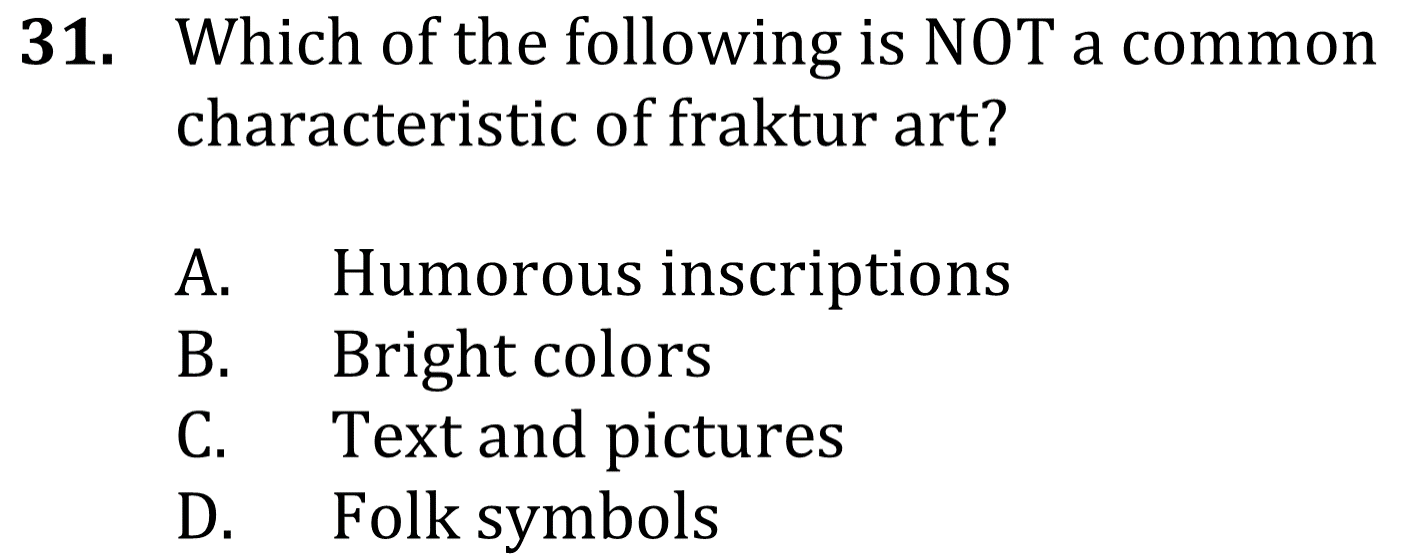 31. Which of the following is NOT a common
characteristic of fraktur art?
A. Humorous inscriptions
B. Bright colors
C. Text and pictures
D. Folk symbols